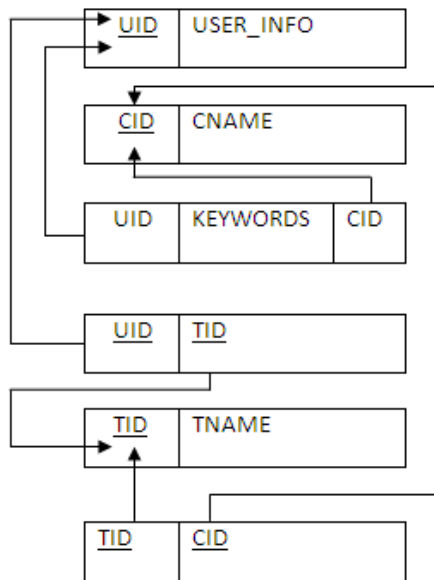 UID USER_INFO
CID CNAME
UID KEYWORDS CID
UID TID
TID TNAME
TID CID